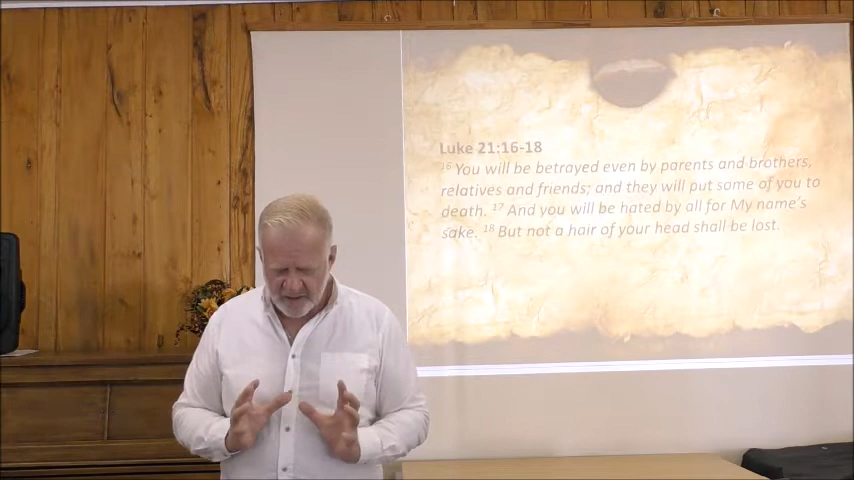 Luke 21:16-18
16 You will be betrayed even by parents and brothers,
relatives and friends; and they will put some of you to
death. 17 And you will be hated by all for My name's
sake. 18 But not a hair of your head shall be lost.